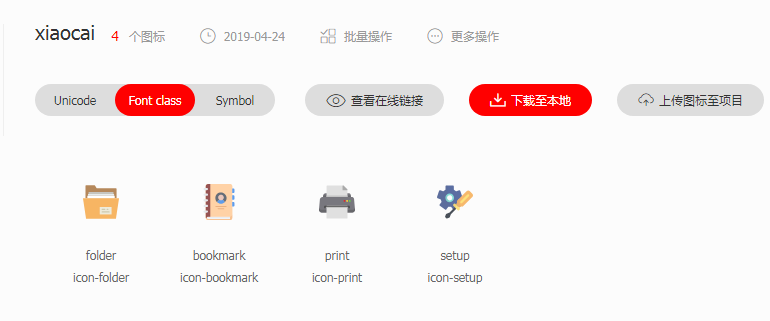 xiaocai 4 个图标 2019-04-24 批量操作 更多操作
Unicode Font class Symbol 查看在线链接 下载至本地 上传图标至项目
folder bookmark print setup
icon-folder icon-bookmark icon-print icon-setup